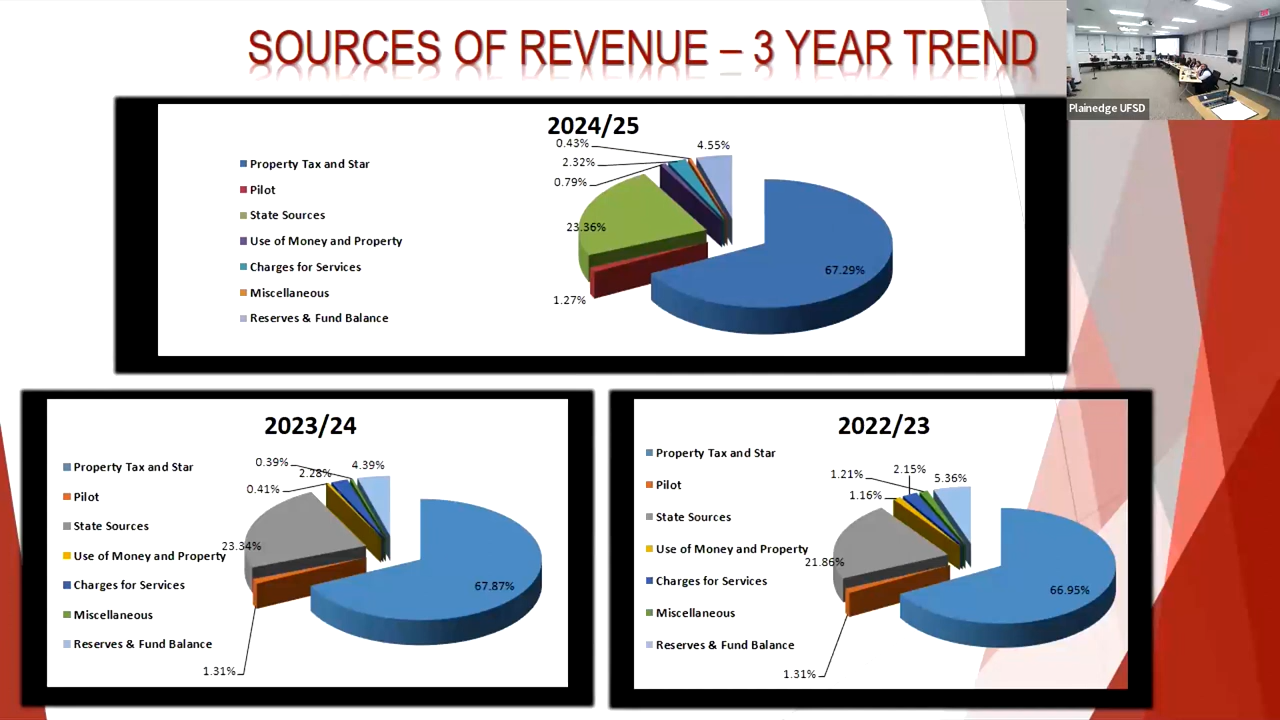 SOURCES OF REVENUE – 3 YEAR TREND
Plainedge UFSD
2024/25
Property Tax and Star
Pilot
State Sources
Use of Money and Property
Charges for Services
Miscellaneous
Reserves & Fund Balance
0.43%
2.32%
0.79%
4.55%
23.36%
67.29%
1.27%
2023/24
Property Tax and Star
Pilot
State Sources
Use of Money and Property
Charges for Services
Miscellaneous
Reserves & Fund Balance
0.39%
2.28%
4.39%
0.41%
23.34%
67.87%
1.31%
2022/23
Property Tax and Star
Pilot
State Sources
Use of Money and Property
Charges for Services
Miscellaneous
Reserves & Fund Balance
1.21%
2.15%
5.36%
1.16%
21.86%
66.95%
1.31%